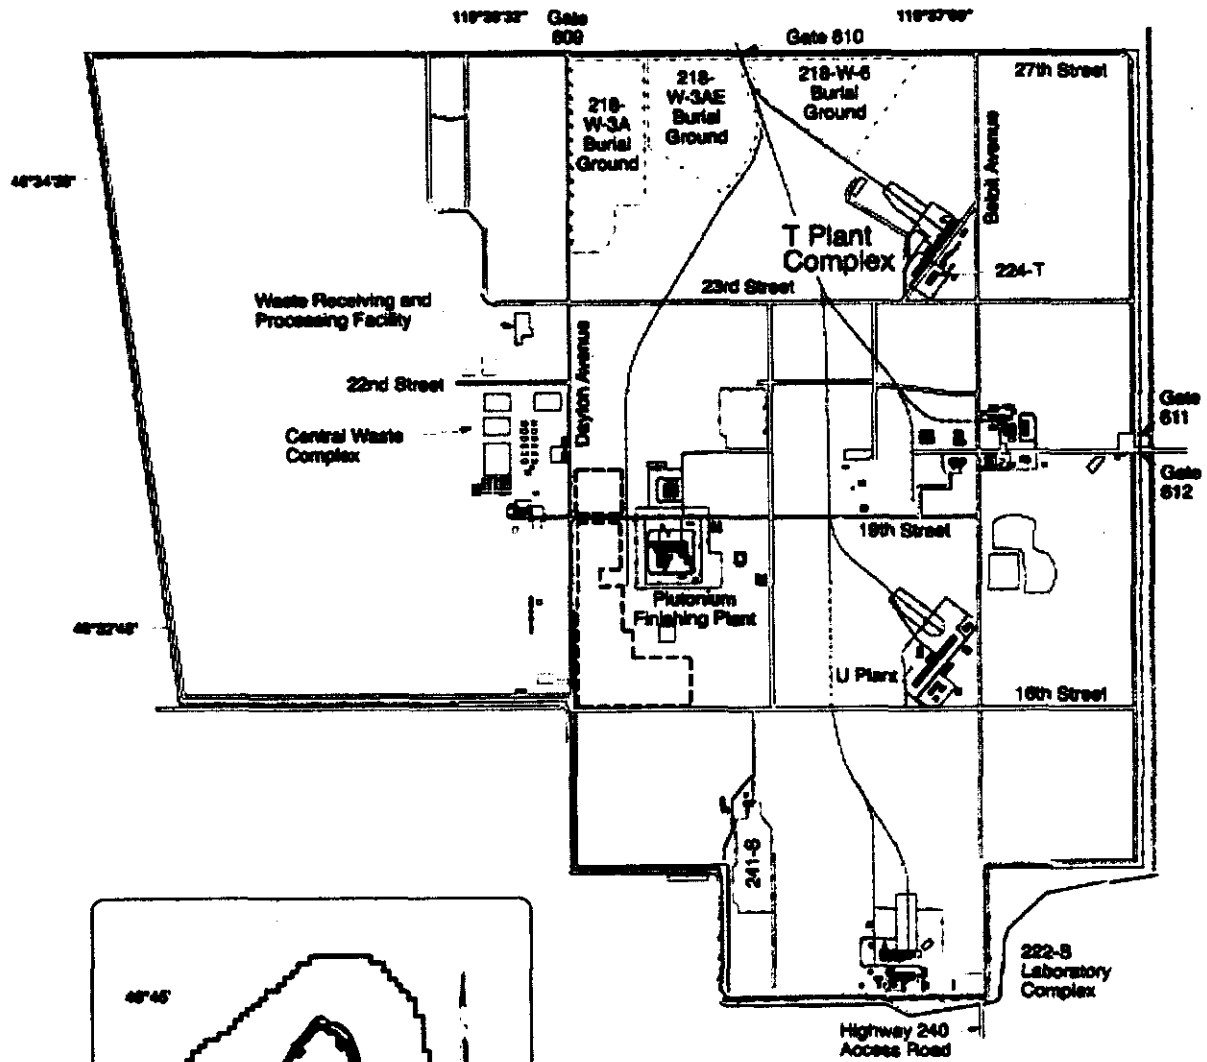 Gate
609
Gate 610
27th Street
218-
W-3A
Burial
Ground
218-
W-3AE
Burial
Ground
218-W-6
Burial
Ground
Beloit Avenue
T Plant
Complex
224-T
23rd Street
Waste Receiving and
Processing Facility
Dayton Avenue
22nd Street
Central Waste
Complex
Gate
611
Gate
612
19th Street
Plutonium
Finishing Plant
U Plant
16th Street
241-S
222-S
Laboratory
Complex
Highway 240
Access Road
46°45'